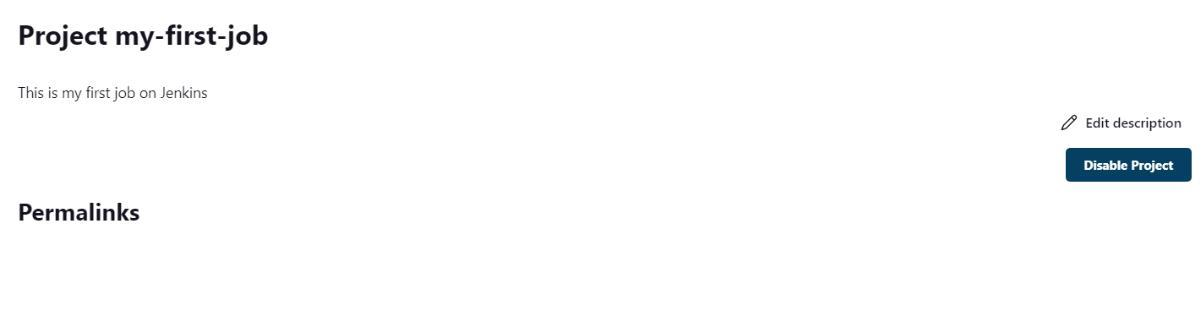 Project my-first-job
This is my first job on Jenkins
Edit description
Disable Project
Permalinks